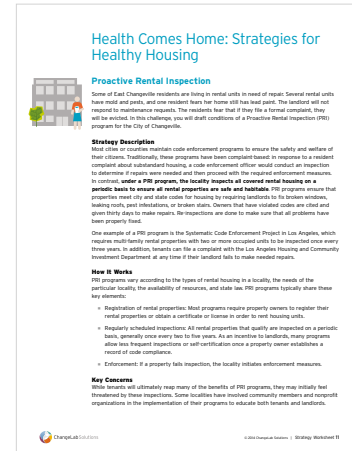 Health Comes Home: Strategies for
Healthy Housing
Proactive Rental Inspection
Some of East Changeville residents are living in rental units in need of repair. Several rental units
have mold and pests, and one resident fears her home still has lead paint. The landlord will not
respond to maintenance requests. The residents fear that if they file a formal complaint, they
will be evicted. In this challenge, you will draft conditions of a Proactive Rental Inspection (PRI)
program for the City of Changeville.
Strategy Description
Most cities or counties maintain code enforcement programs to ensure the safety and welfare of
their citizens. Traditionally, these programs have been complaint-based: in response to a resident
complaint about substandard housing, a code enforcement officer would conduct an inspection
to determine if repairs were needed and then proceed with the required enforcement measures.
In contrast, under a PRI program, the locality inspects all covered rental housing on a
periodic basis to ensure all rental properties are safe and habitable. PRI programs ensure that
properties meet city and state codes for housing by requiring landlords to fix broken windows,
leaking roofs, pest infestations, or broken stairs. Owners that have violated codes are cited and
given thirty days to make repairs. Re-inspections are done to make sure that all problems have
been properly fixed.
One example of a PRI program is the Systematic Code Enforcement Project in Los Angeles, which
requires multi-family rental properties with two or more occupied units to be inspected once every
three years. In addition, tenants can file a complaint with the Los Angeles Housing and Community
Investment Department at any time if their landlord fails to make needed repairs.
How It Works
PRI programs vary according to the types of rental housing in a locality, the needs of the
particular locality, the availability of resources, and state law. PRI programs typically share these
key elements:
Registration of rental properties: Most programs require property owners to register their
rental properties or obtain a certificate or license in order to rent housing units.
Regularly scheduled inspections: All rental properties that qualify are inspected on a periodic
basis, generally once every two to five years. As an incentive to landlords, many programs
allow less frequent inspections or self-certification once a property owner establishes a
record of code compliance.
Enforcement: If a property fails inspection, the locality initiates enforcement measures.
Key Concerns
While tenants will ultimately reap many of the benefits of PRI programs, they may initially feel
threatened by these inspections. Some localities have involved community members and nonprofit
organizations in the implementation of their programs to educate both tenants and landlords.
ChangeLab Solutions
© 2014 ChangeLab Solutions | Strategy Worksheet 11